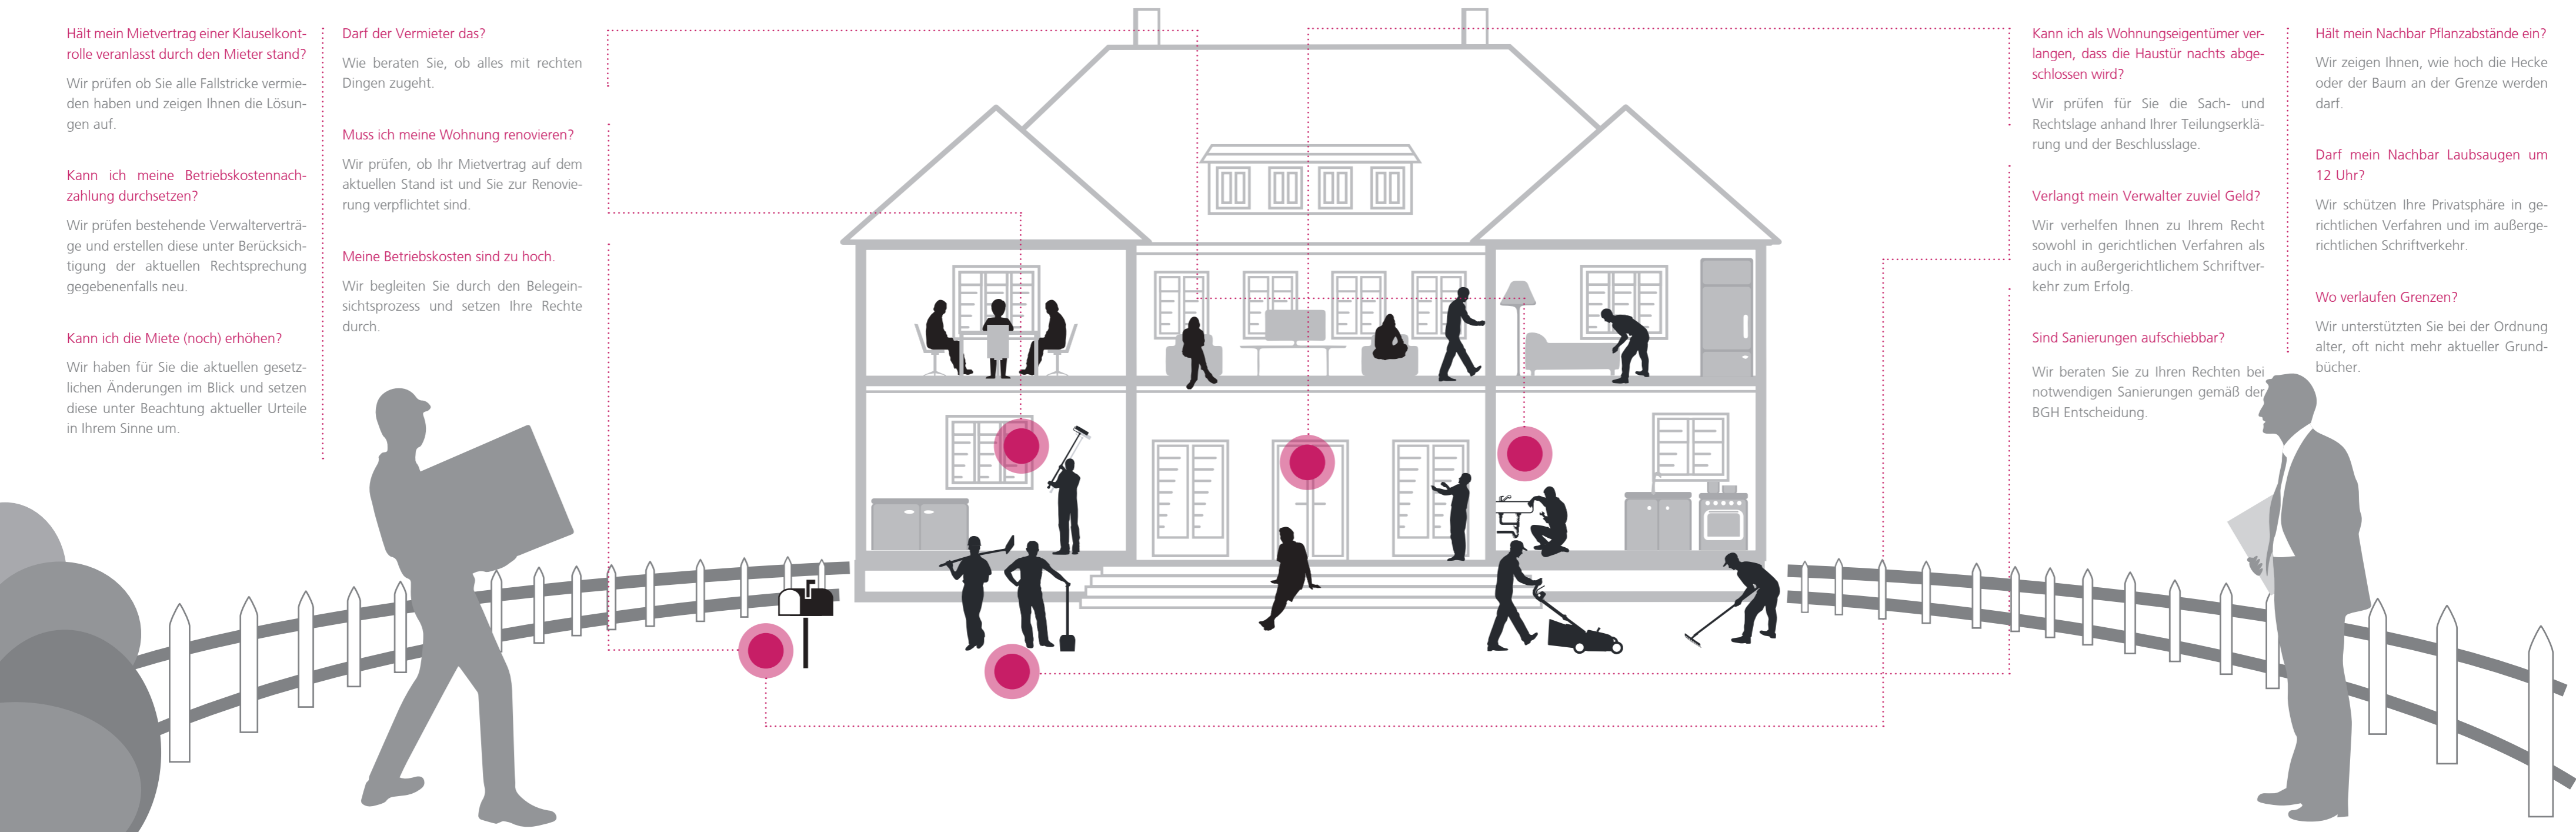 Hält mein Mietvertrag einer Klauselkont-
rolle veranlasst durch den Mieter stand?
Wir prüfen ob Sie alle Fallstricke vermie-
den haben und zeigen Ihnen die Lösun-
gen auf.
Kann ich meine Betriebskostennach-
zahlung durchsetzen?
Wir prüfen bestehende Verwalterverträ-
ge und erstellen diese unter Berücksich-
tigung der aktuellen Rechtsprechung
gegebenenfalls neu.
Kann ich die Miete (noch) erhöhen?
Wir haben für Sie die aktuellen gesetz-
lichen Änderungen im Blick und setzen
diese unter Beachtung aktueller Urteile
in Ihrem Sinne um.
Darf der Vermieter das?
Wie beraten Sie, ob alles mit rechten
Dingen zugeht.
Muss ich meine Wohnung renovieren?
Wir prüfen, ob Ihr Mietvertrag auf dem
aktuellen Stand ist und Sie zur Renovie-
rung verpflichtet sind.
Meine Betriebskosten sind zu hoch.
Wir begleiten Sie durch den Belegein-
sichtsprozess und setzen Ihre Rechte
durch.
Kann ich als Wohnungseigentümer ver-
langen, dass die Haustür nachts abge-
schlossen wird?
Wir prüfen für Sie die Sach- und
Rechtslage anhand Ihrer Teilungserklä-
rung und der Beschlusslage.
Verlangt mein Verwalter zuviel Geld?
Wir verhelfen Ihnen zu Ihrem Recht
sowohl in gerichtlichen Verfahren als
auch in außergerichtlichem Schriftver-
kehr zum Erfolg.
Sind Sanierungen aufschiebbar?
Wir beraten Sie zu Ihren Rechten bei
notwendigen Sanierungen gemäß der
BGH Entscheidung.
Hält mein Nachbar Pflanzabstände ein?
Wir zeigen Ihnen, wie hoch die Hecke
oder der Baum an der Grenze werden
darf.
Darf mein Nachbar Laubsaugen um
12 Uhr?
Wir schützen Ihre Privatsphäre in ge-
richtlichen Verfahren und im außerge-
richtlichen Schriftverkehr.
Wo verlaufen Grenzen?
Wir unterstützten Sie bei der Ordnung
alter, oft nicht mehr aktueller Grund-
bücher.